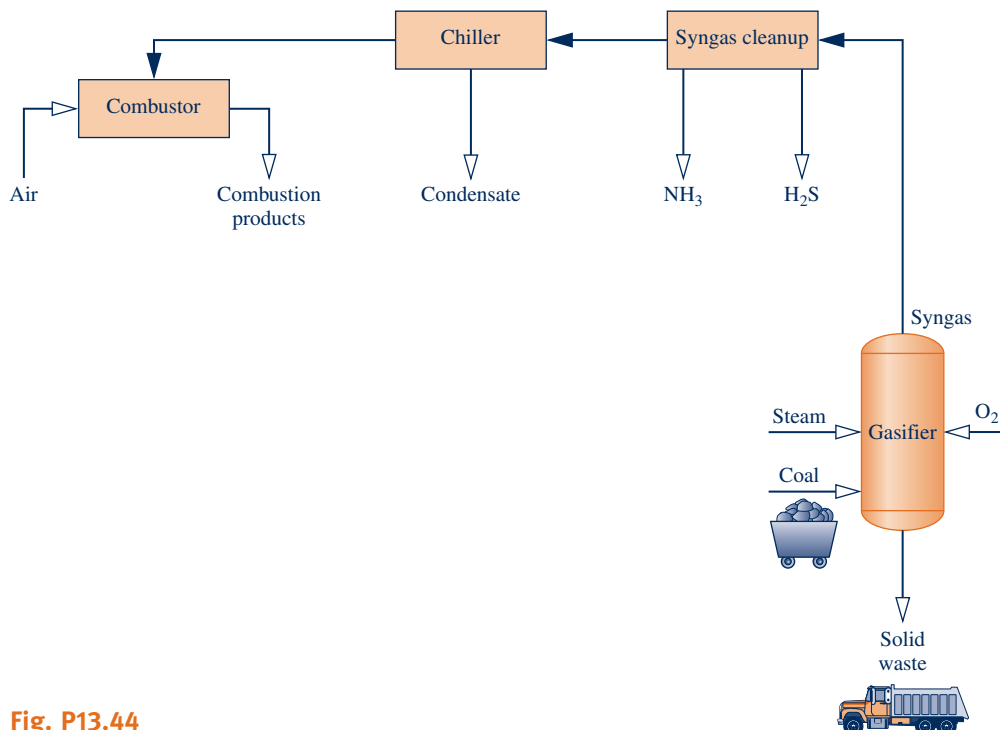 Chiller
Syngas cleanup
Combustor
Air
Combustion
products
Condensate
NH3
H2S
Syngas
Steam
O2
Gasifier
Coal
Solid
waste
Fig. P13.44